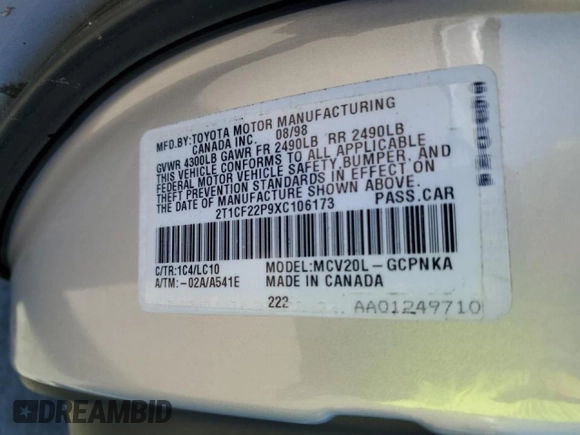 MFD.BY:TOYOTA MOTOR MANUFACTURING
CANADA INC. 08/98
GVWR 4300LB GAWR FR 2490LB RR 2490LB
THIS VEHICLE CONFORMS TO ALL APPLICABLE
FEDERAL MOTOR VEHICLE SAFETY,BUMPER, AND
THEFT PREVENTION STANDARDS IN EFFECT ON
THE DATE OF MANUFACTURE SHOWN ABOVE.
2T1CF22P9XC106173 PASS.CAR
C/TR:1C4/LC10 MODEL:MCV20L-GCPNKA
A/TM:-02A/A541E MADE IN CANADA
222 AA01249710
DREAMBID